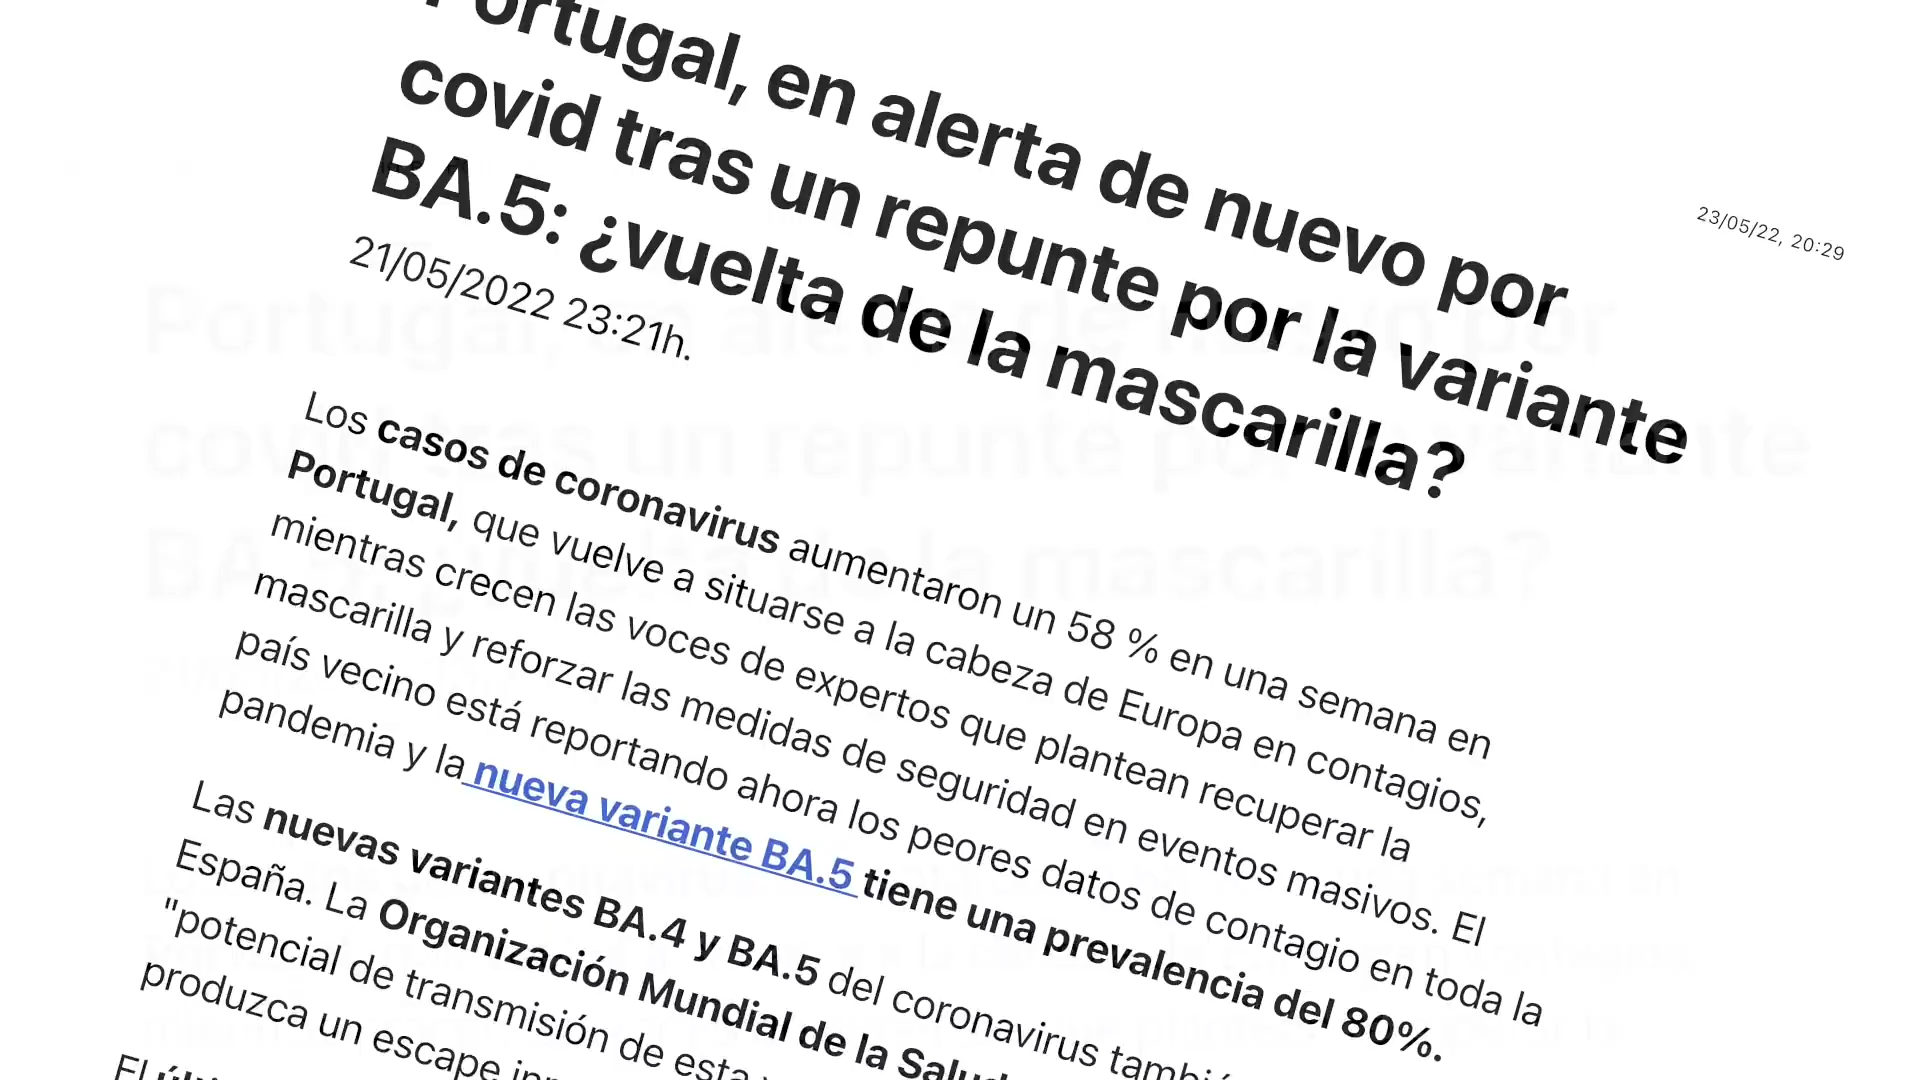 Portugal, en alerta de nuevo por
covid tras un repunte por la variante
BA.5: ¿vuelta de la mascarilla?
23/05/22, 20:29
21/05/2022 23:21h.
Los casos de coronavirus aumentaron un 58 % en una semana en
Portugal, que vuelve a situarse a la cabeza de Europa en contagios,
mientras crecen las voces de expertos que plantean recuperar la
mascarilla y reforzar las medidas de seguridad en eventos masivos. El
país vecino está reportando ahora los peores datos de contagio en toda la
pandemia y la nueva variante BA.5 tiene una prevalencia del 80%.
Las nuevas variantes BA.4 y BA.5 del coronavirus también
España. La Organización Mundial de la Salud
"potencial de transmisión de esta
produzca un escape
El